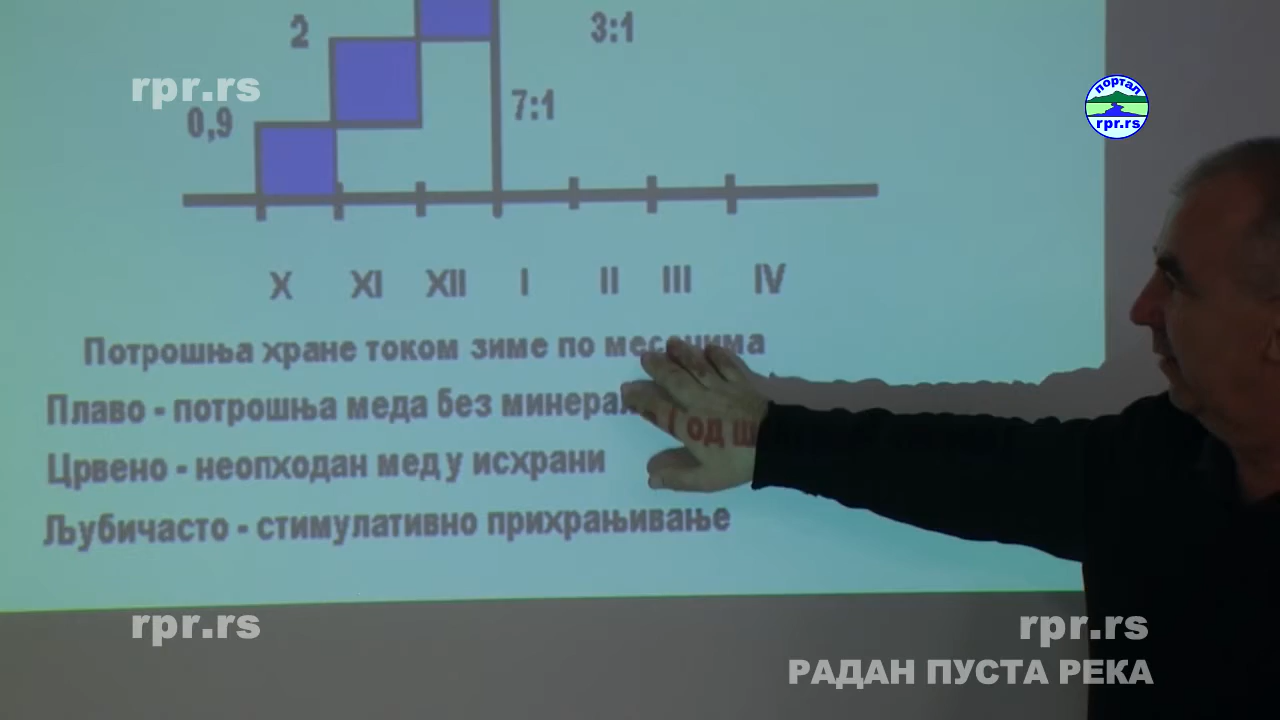 2
3:1
rpr.rs
портал
rpr.rs
0,9
7:1
X XI XII I II III IV
Потрошња хране током зиме по
Плаво - потрошња меда без
од
Црвено - неопходан мед у исхрани
Љубичасто - стимулативно прихрањивање
rpr.rs
rpr.rs
РАДАН ПУСТА РЕКА